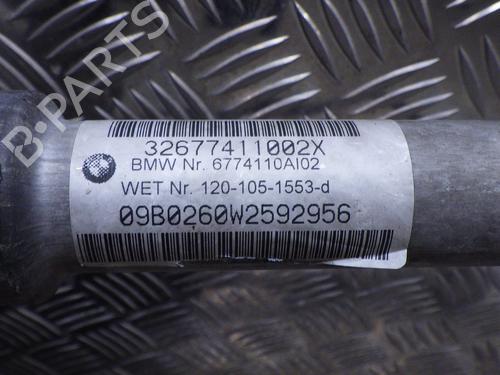 B-PARTS
32677411002X
BMW Nr. 6774110AI02
WET Nr. 120-105-1553-d
09B0260W2592956